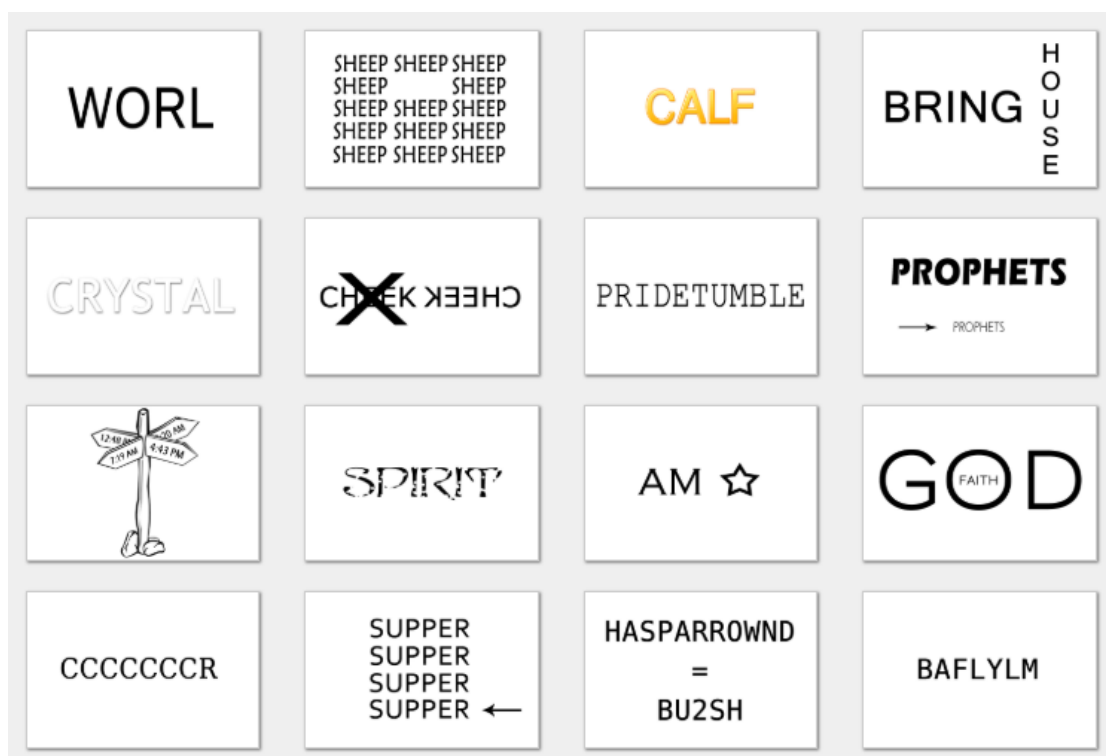 WORL
SHEEP SHEEP SHEEP
SHEEP SHEEP
SHEEP SHEEP SHEEP
SHEEP SHEEP SHEEP
SHEEP SHEEP SHEEP
CALF
BRING
H
O
U
S
E
CRYSTAL
CHEEK CHEEK
PRIDETUMBLE
PROPHETS
PROPHETS
12:48
20 AM
7:19 AM
4:43 PM
SPIRIT
AM
GOD
FAITH
CCCCCCCR
SUPPER
SUPPER
SUPPER
SUPPER
HASPARROWND
=
BU2SH
BAFLYLM